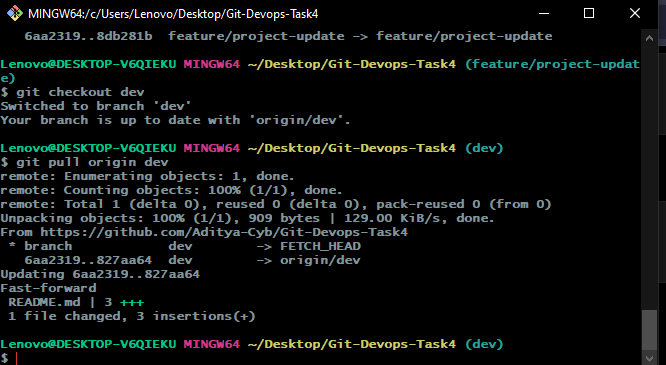 MINGW64:/c/Users/Lenovo/Desktop/Git-Devops-Task4
6aa2319..8db281b  feature/project-update -> feature/project-update
Lenovo@DESKTOP-V6QIEKU MINGW64 ~/Desktop/Git-Devops-Task4 (feature/project-updat
e)
$ git checkout dev
Switched to branch 'dev'
Your branch is up to date with 'origin/dev'.
Lenovo@DESKTOP-V6QIEKU MINGW64 ~/Desktop/Git-Devops-Task4 (dev)
$ git pull origin dev
remote: Enumerating objects: 1, done.
remote: Counting objects: 100% (1/1), done.
remote: Total 1 (delta 0), reused 0 (delta 0), pack-reused 0 (from 0)
Unpacking objects: 100% (1/1), 909 bytes | 129.00 KiB/s, done.
From https://github.com/Aditya-Cyb/Git-Devops-Task4
 * branch            dev        -> FETCH_HEAD
   6aa2319..827aa64  dev        -> origin/dev
Updating 6aa2319..827aa64
Fast-forward
 README.md | 3 +++
 1 file changed, 3 insertions(+)
Lenovo@DESKTOP-V6QIEKU MINGW64 ~/Desktop/Git-Devops-Task4 (dev)
$